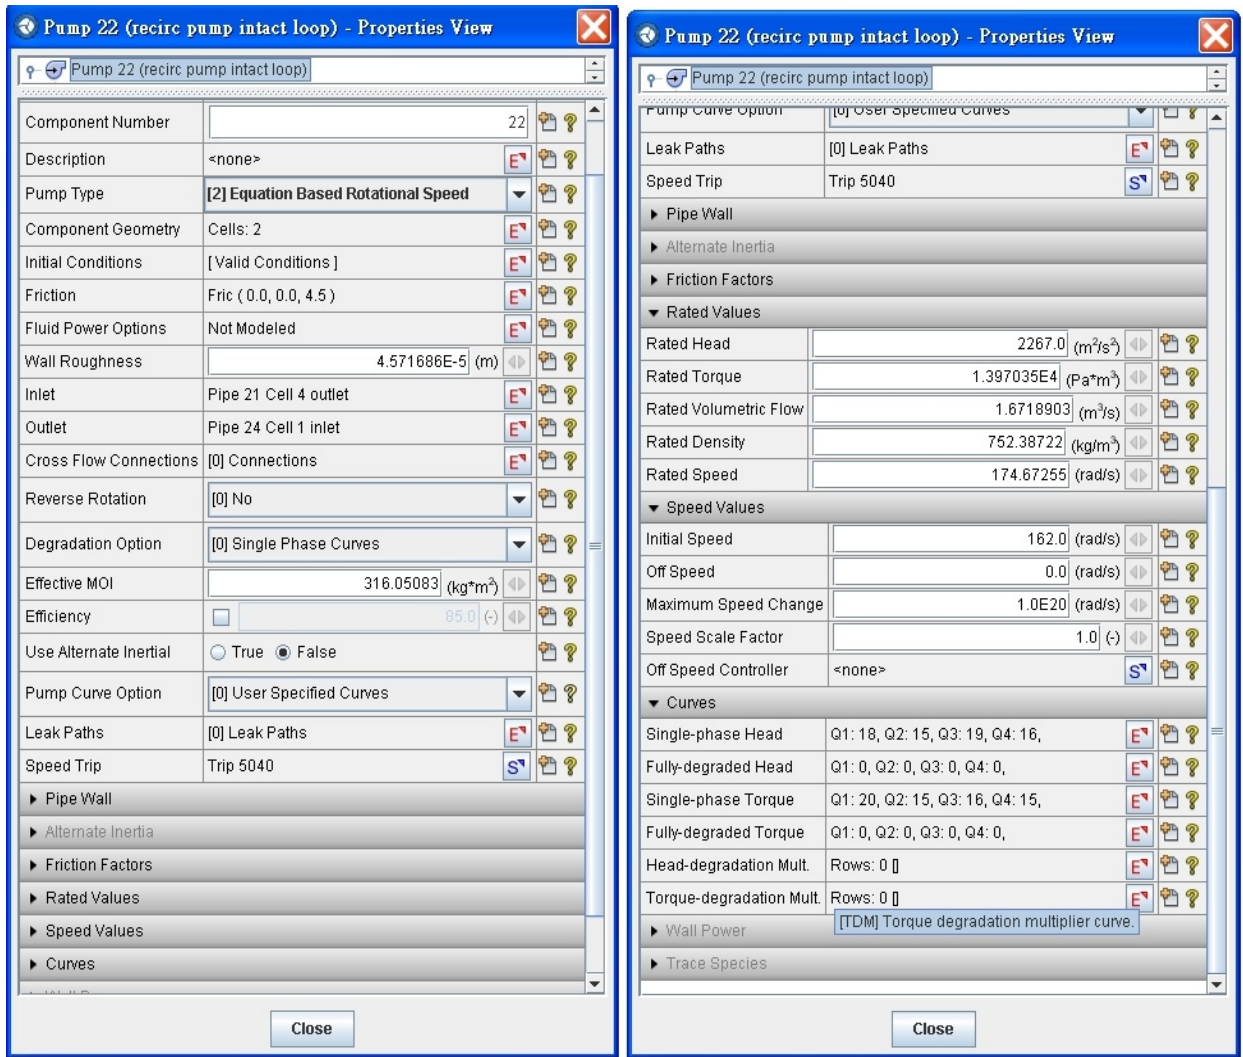 Pump 22 (recirc pump intact loop) - Properties View
Pump 22 (recirc pump intact loop)
Component Number 22
Description <none> E
Pump Type [2] Equation Based Rotational Speed
Component Geometry Cells: 2 E
Initial Conditions [ Valid Conditions ] E
Friction Fric ( 0.0, 0.0, 4.5 ) E
Fluid Power Options Not Modeled E
Wall Roughness 4.571686E-5 (m)
Inlet Pipe 21 Cell 4 outlet E
Outlet Pipe 24 Cell 1 inlet E
Cross Flow Connections [0] Connections E
Reverse Rotation [0] No
Degradation Option [0] Single Phase Curves
Effective MOI 316.05083 (kg*m²)
Efficiency 85.0 (-)
Use Alternate Inertial True False
Pump Curve Option [0] User Specified Curves
Leak Paths [0] Leak Paths E
Speed Trip Trip 5040 S
Pipe Wall
Alternate Inertia
Friction Factors
Rated Values
Speed Values
Curves
Close
Pump 22 (recirc pump intact loop) - Properties View
Pump 22 (recirc pump intact loop)
Pump Curve Option [0] User Specified Curves
Leak Paths [0] Leak Paths E
Speed Trip Trip 5040 S
Pipe Wall
Alternate Inertia
Friction Factors
Rated Values
Rated Head 2267.0 (m²/s²)
Rated Torque 1.397035E4 (Pa*m³)
Rated Volumetric Flow 1.6718903 (m³/s)
Rated Density 752.38722 (kg/m³)
Rated Speed 174.67255 (rad/s)
Speed Values
Initial Speed 162.0 (rad/s)
Off Speed 0.0 (rad/s)
Maximum Speed Change 1.0E20 (rad/s)
Speed Scale Factor 1.0 (-)
Off Speed Controller <none> S
Curves
Single-phase Head Q1: 18, Q2: 15, Q3: 19, Q4: 16, E
Fully-degraded Head Q1: 0, Q2: 0, Q3: 0, Q4: 0, E
Single-phase Torque Q1: 20, Q2: 15, Q3: 16, Q4: 15, E
Fully-degraded Torque Q1: 0, Q2: 0, Q3: 0, Q4: 0, E
Head-degradation Mult. Rows: 0 [] E
Torque-degradation Mult. Rows: 0 [] E
[TDM] Torque degradation multiplier curve.
Wall Power
Trace Species
Close